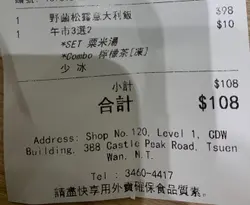 1 野菌松露意大利飯 $98
1 午市3選2 $10
*SET 粟米湯
*Combo 檸檬茶[凍]
少冰
小計 $108
合計 $108
Address: Shop No.120, Level 1, CDW
Building, 388 Castle Peak Road, Tsuen
Wan, N.T.
Tel : 3460-4417
請盡快享用外賣確保食品質素。